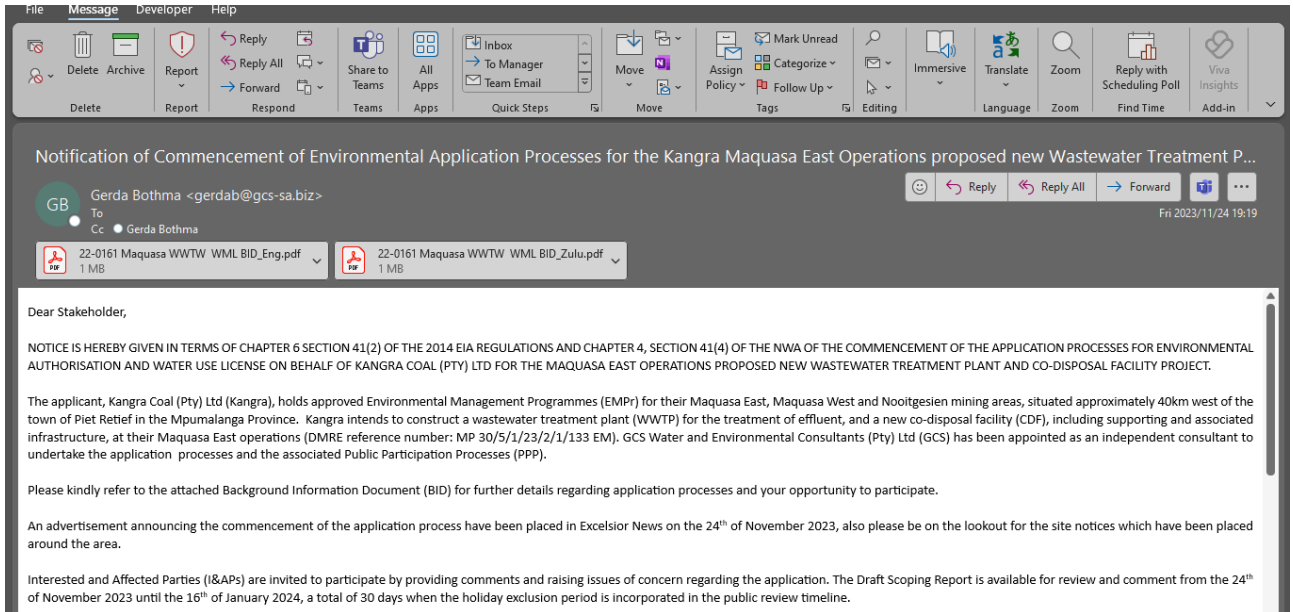 File Message Developer Help
Delete Archive
Report
Reply
Reply All
Forward
Share to Teams
All Apps
Inbox
To Manager
Team Email
Move
Assign Policy
Mark Unread
Categorize
Follow Up
Immersive
Translate
Zoom
Reply with Scheduling Poll
Viva Insights
Delete Report Respond Teams Apps Quick Steps Move Tags Editing Language Zoom Find Time Add-in
Notification of Commencement of Environmental Application Processes for the Kangra Maquasa East Operations proposed new Wastewater Treatment P...
GB
Gerda Bothma <gerdab@gcs-sa.biz>
To
Cc Gerda Bothma
Reply Reply All Forward
Fri 2023/11/24 19:19
PDF 22-0161 Maquasa WWTW WML BID_Eng.pdf
1 MB
PDF 22-0161 Maquasa WWTW WML BID_Zulu.pdf
1 MB
Dear Stakeholder,
NOTICE IS HEREBY GIVEN IN TERMS OF CHAPTER 6 SECTION 41(2) OF THE 2014 EIA REGULATIONS AND CHAPTER 4, SECTION 41(4) OF THE NWA OF THE COMMENCEMENT OF THE APPLICATION PROCESSES FOR ENVIRONMENTAL
AUTHORISATION AND WATER USE LICENSE ON BEHALF OF KANGRA COAL (PTY) LTD FOR THE MAQUASA EAST OPERATIONS PROPOSED NEW WASTEWATER TREATMENT PLANT AND CO-DISPOSAL FACILITY PROJECT.
The applicant, Kangra Coal (Pty) Ltd (Kangra), holds approved Environmental Management Programmes (EMPr) for their Maquasa East, Maquasa West and Nooitgesien mining areas, situated approximately 40km west of the
town of Piet Retief in the Mpumalanga Province. Kangra intends to construct a wastewater treatment plant (WWTP) for the treatment of effluent, and a new co-disposal facility (CDF), including supporting and associated
infrastructure, at their Maquasa East operations (DMRE reference number: MP 30/5/1/23/2/1/133 EM). GCS Water and Environmental Consultants (Pty) Ltd (GCS) has been appointed as an independent consultant to
undertake the application processes and the associated Public Participation Processes (PPP).
Please kindly refer to the attached Background Information Document (BID) for further details regarding application processes and your opportunity to participate.
An advertisement announcing the commencement of the application process have been placed in Excelsior News on the 24th of November 2023, also please be on the lookout for the site notices which have been placed
around the area.
Interested and Affected Parties (I&APs) are invited to participate by providing comments and raising issues of concern regarding the application. The Draft Scoping Report is available for review and comment from the 24th
of November 2023 until the 16th of January 2024, a total of 30 days when the holiday exclusion period is incorporated in the public review timeline.